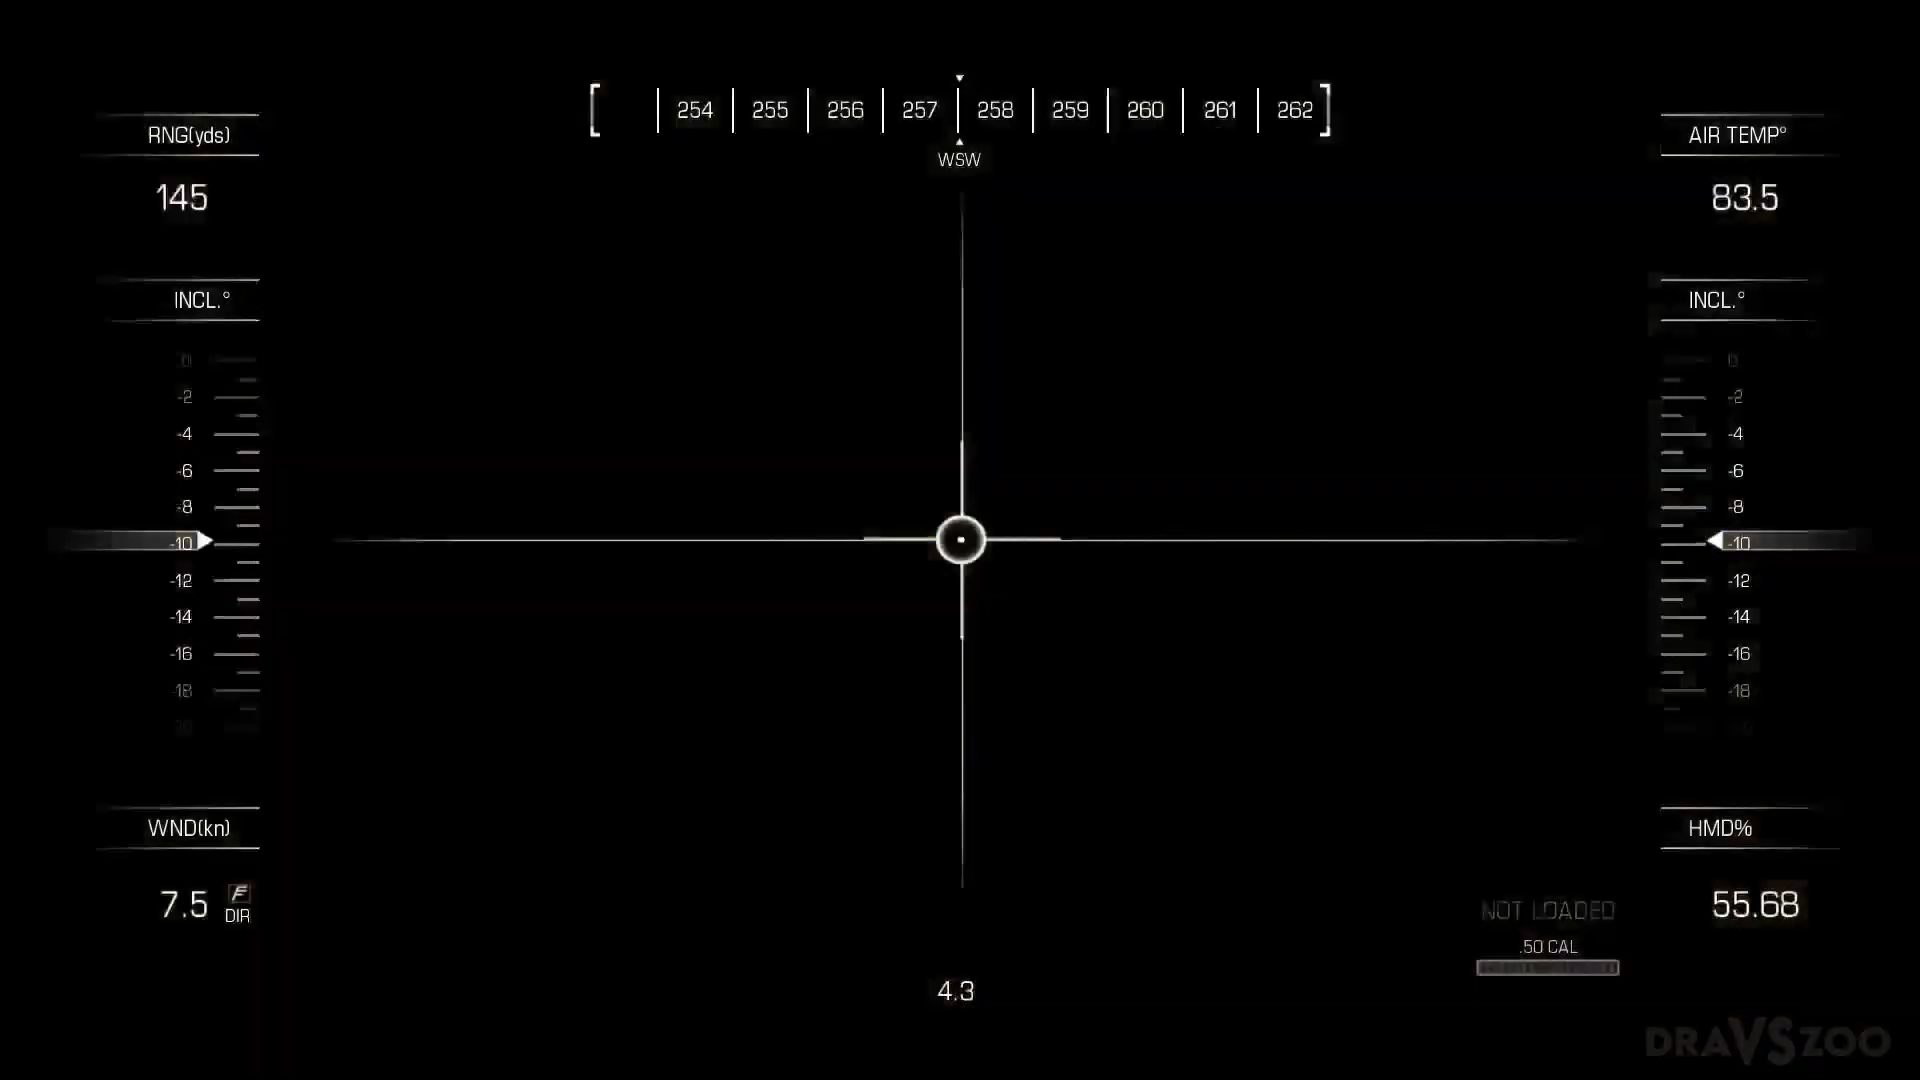 254 255 256 257 258 259 260 261 262
WSW
RNG(yds)
145
AIR TEMP°
83.5
INCL.°
0
-2
-4
-6
-8
-10
-12
-14
-16
-18
INCL.°
0
-2
-4
-6
-8
-10
-12
-14
-16
-18
WND(kn)
7.5 F
DIR
HMD%
55.68
NOT LOADED
.50 CAL
4.3
DRAVSZOO